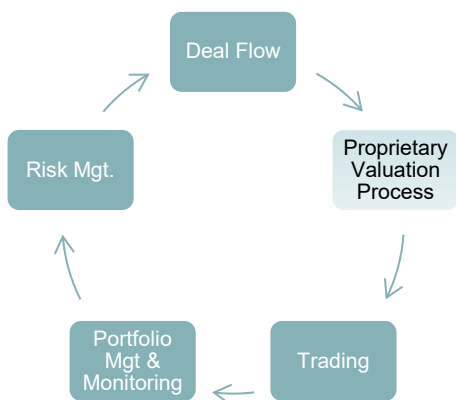 Deal Flow
Proprietary
Valuation
Process
Trading
Portfolio
Mgt &
Monitoring
Risk Mgt.